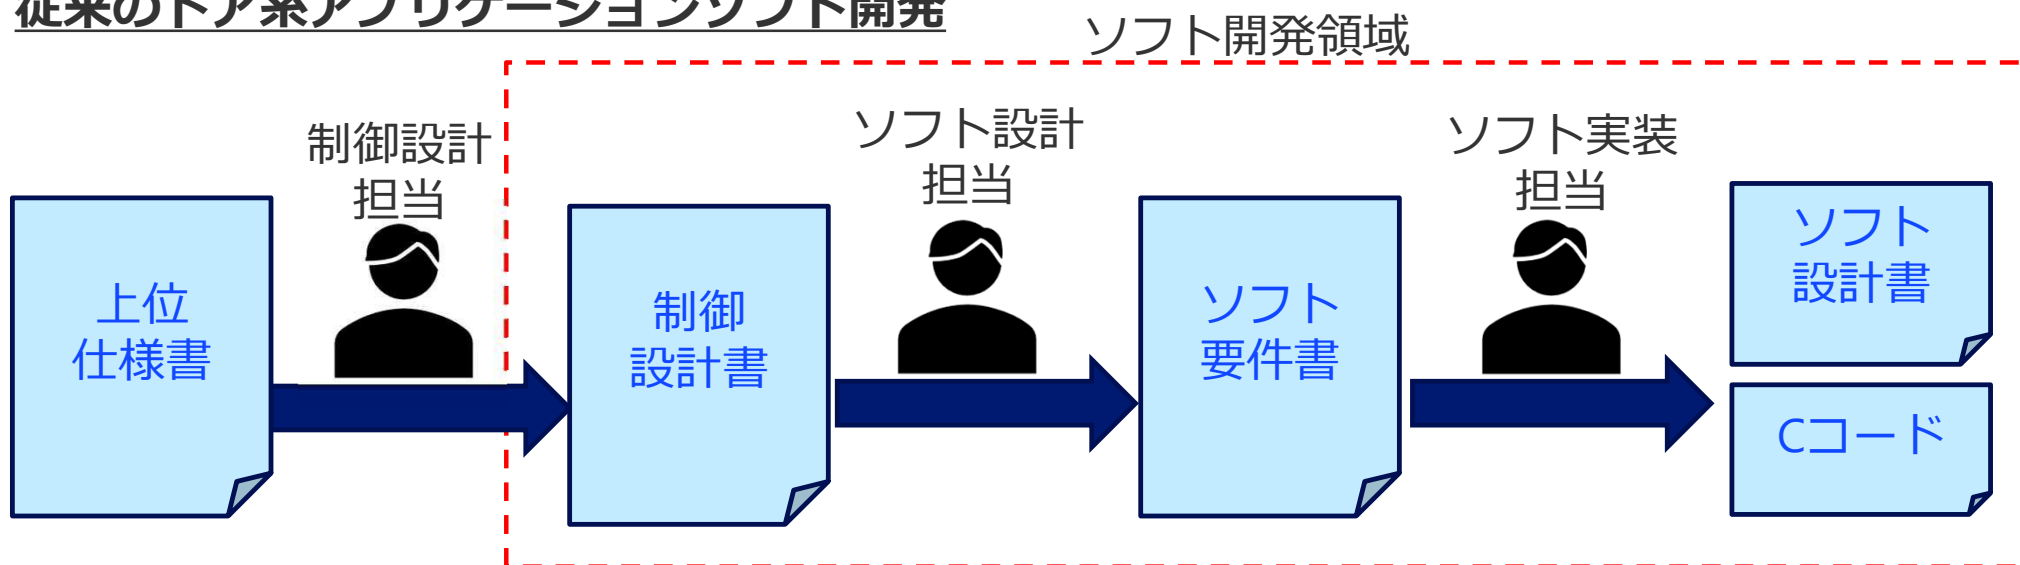 従来のドア系アプリケーションソフト開発
ソフト開発領域
制御設計
担当
ソフト設計
担当
ソフト実装
担当
上位
仕様書
制御
設計書
ソフト
要件書
ソフト
設計書
Cコード